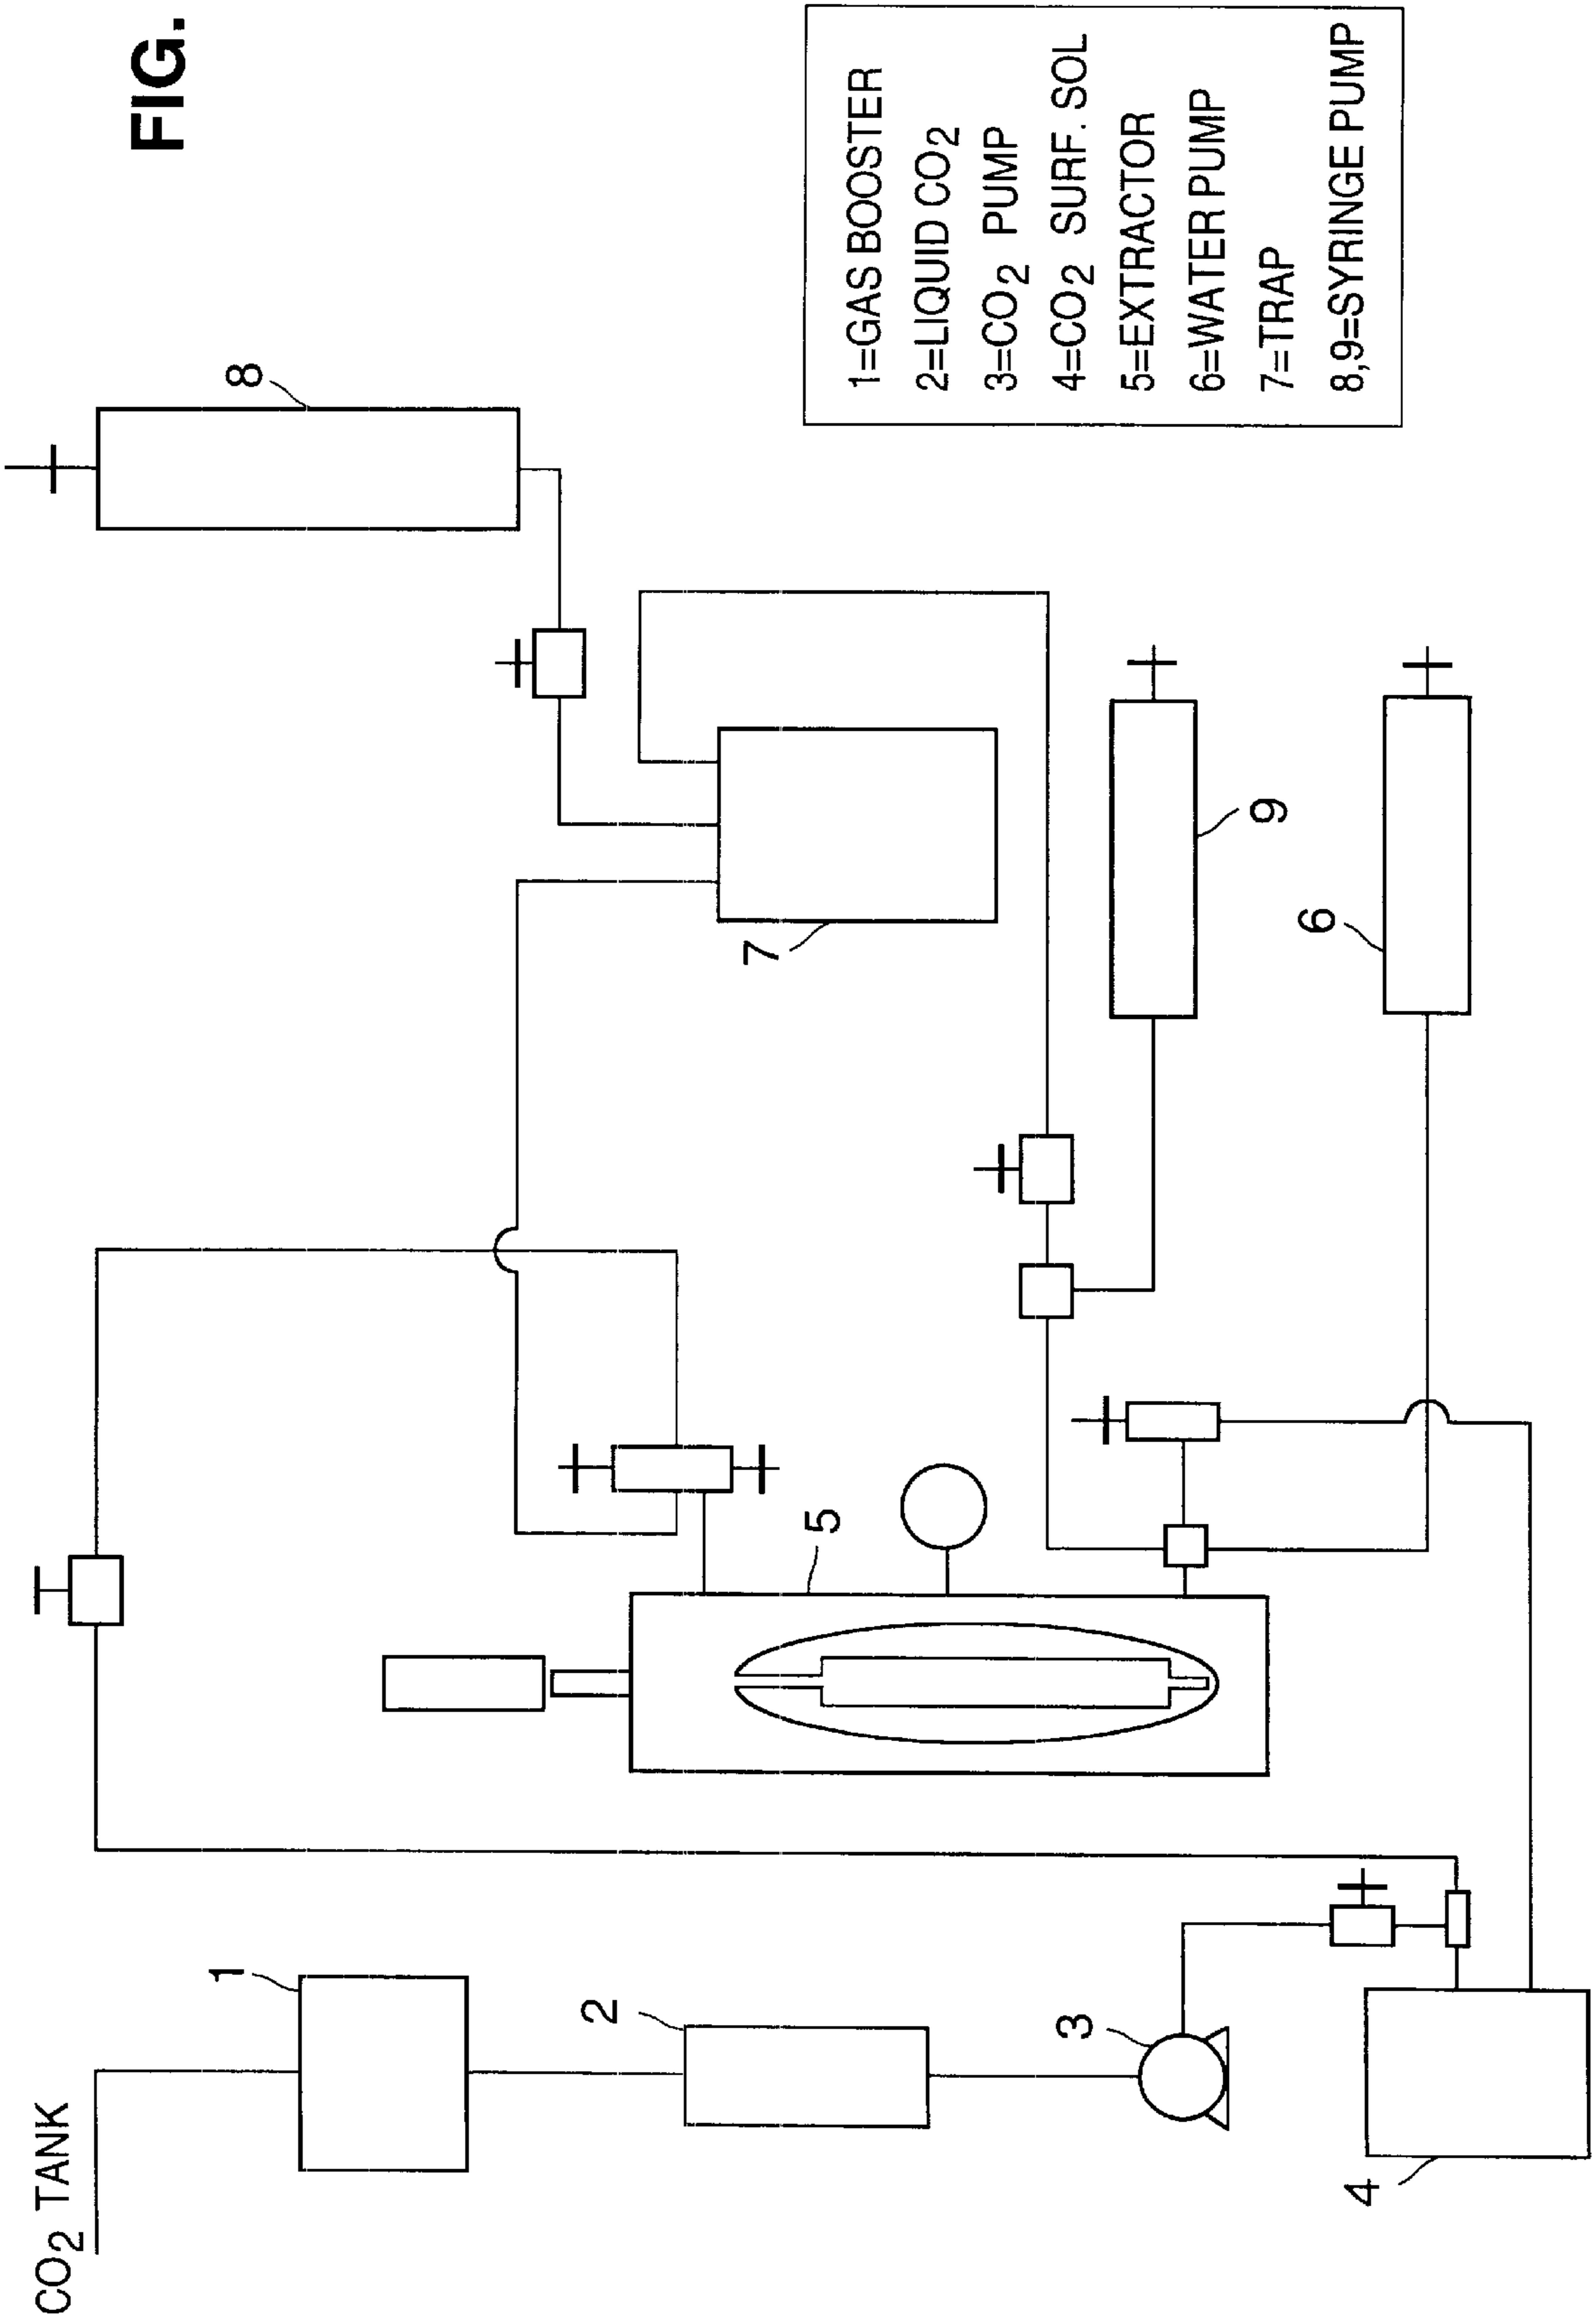 FIG.
CO2 TANK
1
2
3
4
5
6
7
8
9
1=GAS BOOSTER
2=LIQUID CO2
3=CO2 PUMP
4=CO2 SURF. SOL
5=EXTRACTOR
6=WATER PUMP
7=TRAP
8,9=SYRINGE PUMP